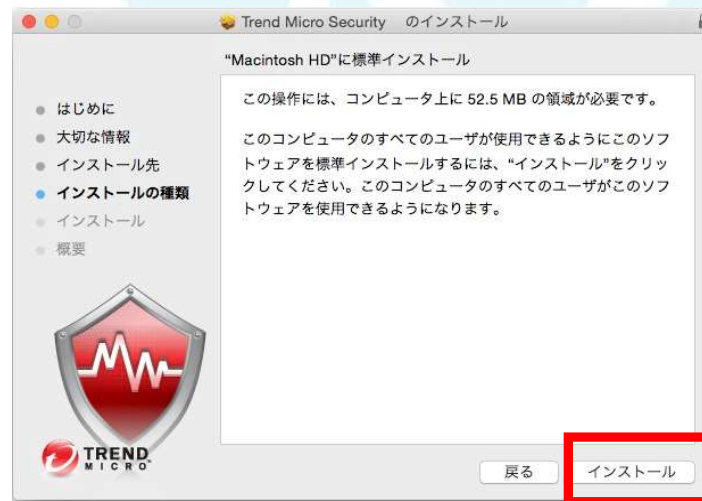 Trend Micro Security のインストール
"Macintosh HD"に標準インストール
はじめに
大切な情報
インストール先
インストールの種類
インストール
概要
この操作には、コンピュータ上に 52.5 MB の領域が必要です。
このコンピュータのすべてのユーザが使用できるようにこのソフ
トウェアを標準インストールするには、"インストール"をクリッ
クしてください。このコンピュータのすべてのユーザがこのソフ
トウェアを使用できるようになります。
TREND
MICRO
戻る
インストール